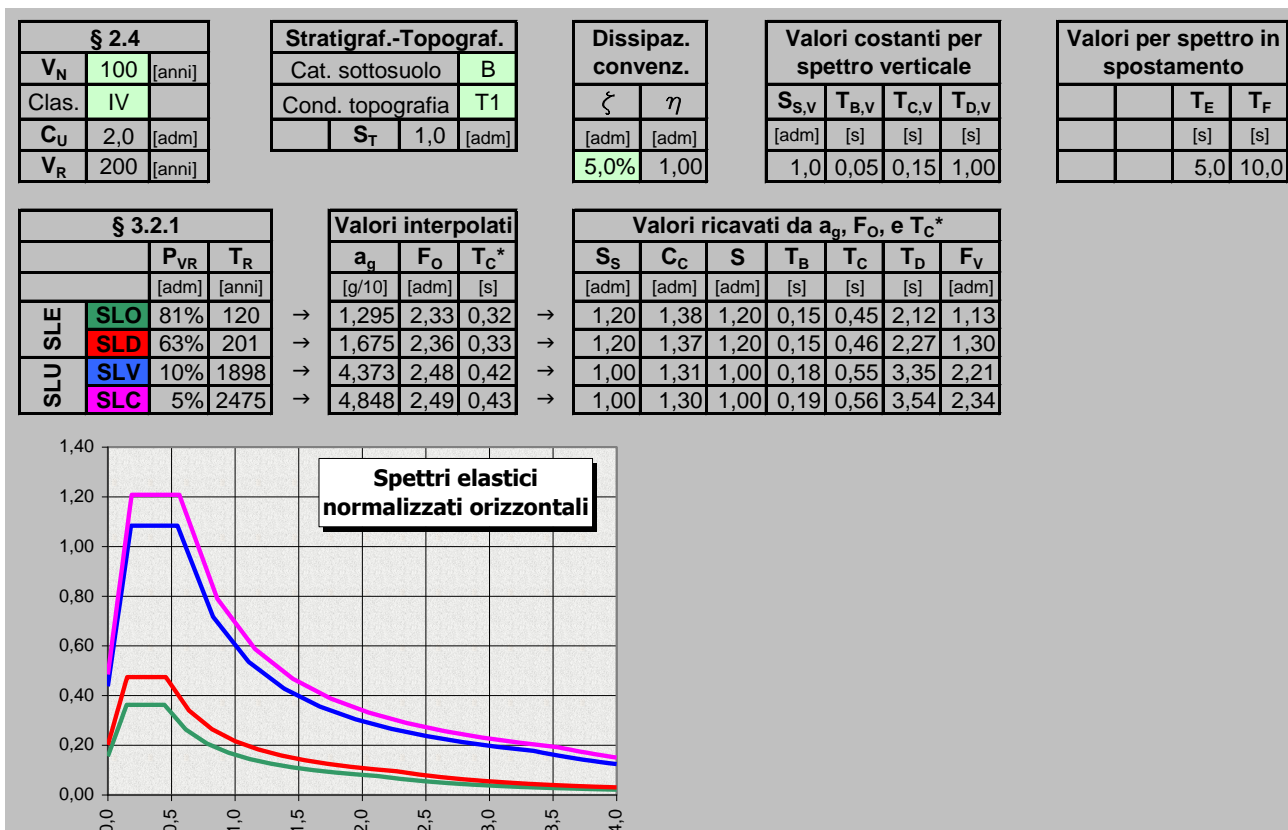 § 2.4
V_N 100 [anni]
Clas. IV
C_U 2,0 [adm]
V_R 200 [anni]
Stratigraf.-Topograf.
Cat. sottosuolo B
Cond. topografia T1
S_T 1,0 [adm]
Dissipaz.
convenz.
ζ η
[adm] [adm]
5,0% 1,00
Valori costanti per
spettro verticale
S_S,V T_B,V T_C,V T_D,V
[adm] [s] [s] [s]
1,0 0,05 0,15 1,00
Valori per spettro in
spostamento
T_E T_F
[s] [s]
5,0 10,0
§ 3.2.1
P_VR T_R
[adm] [anni]
SLE
SLO 81% 120
SLD 63% 201
SLU
SLV 10% 1898
SLC 5% 2475
→
→
→
→
Valori interpolati
a_g F_O T_C*
[g/10] [adm] [s]
1,295 2,33 0,32
1,675 2,36 0,33
4,373 2,48 0,42
4,848 2,49 0,43
→
→
→
→
Valori ricavati da a_g, F_O, e T_C*
S_S C_C S T_B T_C T_D F_V
[adm] [adm] [adm] [s] [s] [s] [adm]
1,20 1,38 1,20 0,15 0,45 2,12 1,13
1,20 1,37 1,20 0,15 0,46 2,27 1,30
1,00 1,31 1,00 0,18 0,55 3,35 2,21
1,00 1,30 1,00 0,19 0,56 3,54 2,34
Spettri elastici
normalizzati orizzontali
1,40
1,20
1,00
0,80
0,60
0,40
0,20
0,00
0,0
0,5
1,0
1,5
2,0
2,5
3,0
3,5
4,0